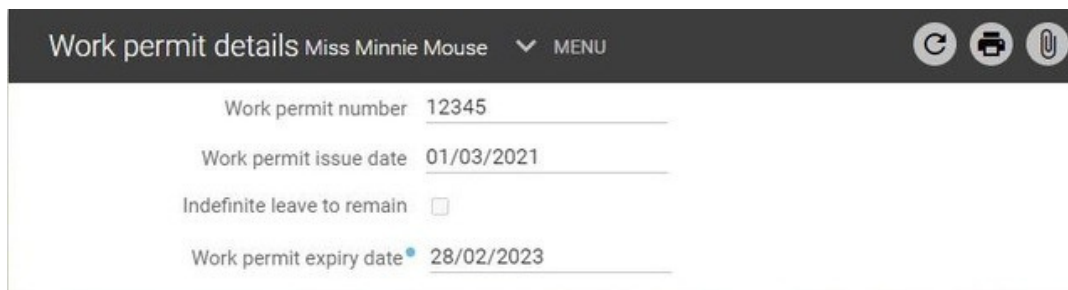 Work permit details Miss Minnie Mouse MENU
Work permit number 12345
Work permit issue date 01/03/2021
Indefinite leave to remain
Work permit expiry date 28/02/2023